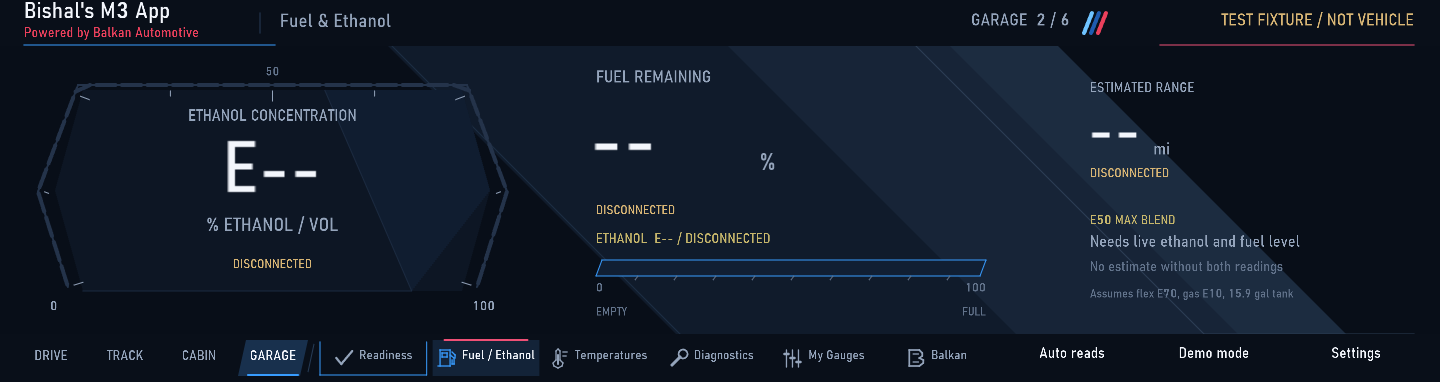 Bishal's M3 App
Powered by Balkan Automotive
Fuel & Ethanol
GARAGE 2 / 6
TEST FIXTURE / NOT VEHICLE
50
ETHANOL CONCENTRATION
E--
% ETHANOL / VOL
DISCONNECTED
0
100
FUEL REMAINING
--
%
DISCONNECTED
ETHANOL E-- / DISCONNECTED
0
100
EMPTY
FULL
ESTIMATED RANGE
--
mi
DISCONNECTED
E50 MAX BLEND
Needs live ethanol and fuel level
No estimate without both readings
Assumes flex E70, gas E10, 15.9 gal tank
DRIVE
TRACK
CABIN
GARAGE
Readiness
Fuel / Ethanol
Temperatures
Diagnostics
My Gauges
Balkan
Auto reads
Demo mode
Settings